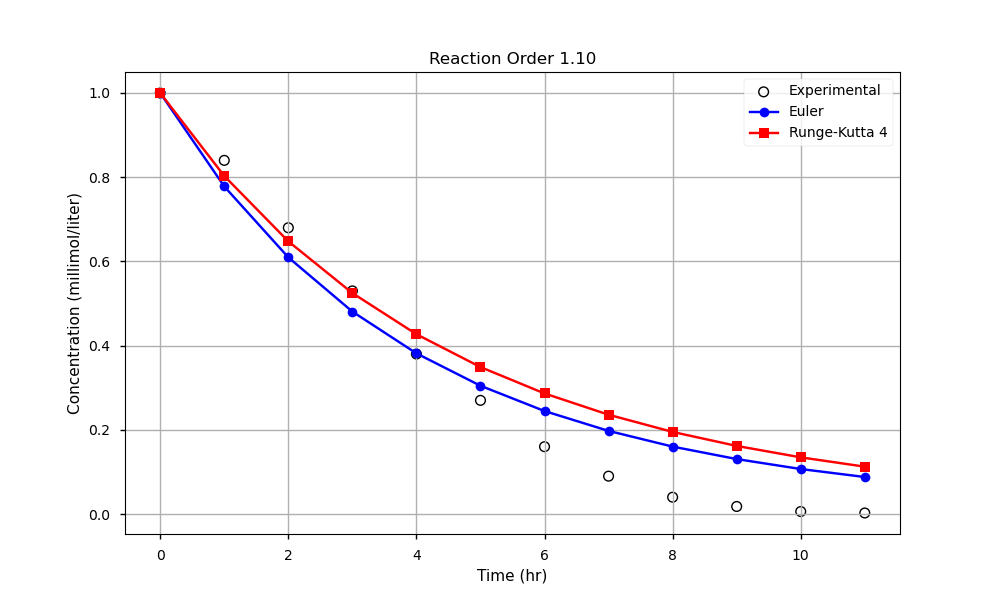 Reaction Order 1.10
Experimental
Euler
Runge-Kutta 4
Concentration (millimol/liter)
1.0
0.8
0.6
0.4
0.2
0.0
0 2 4 6 8 10
Time (hr)